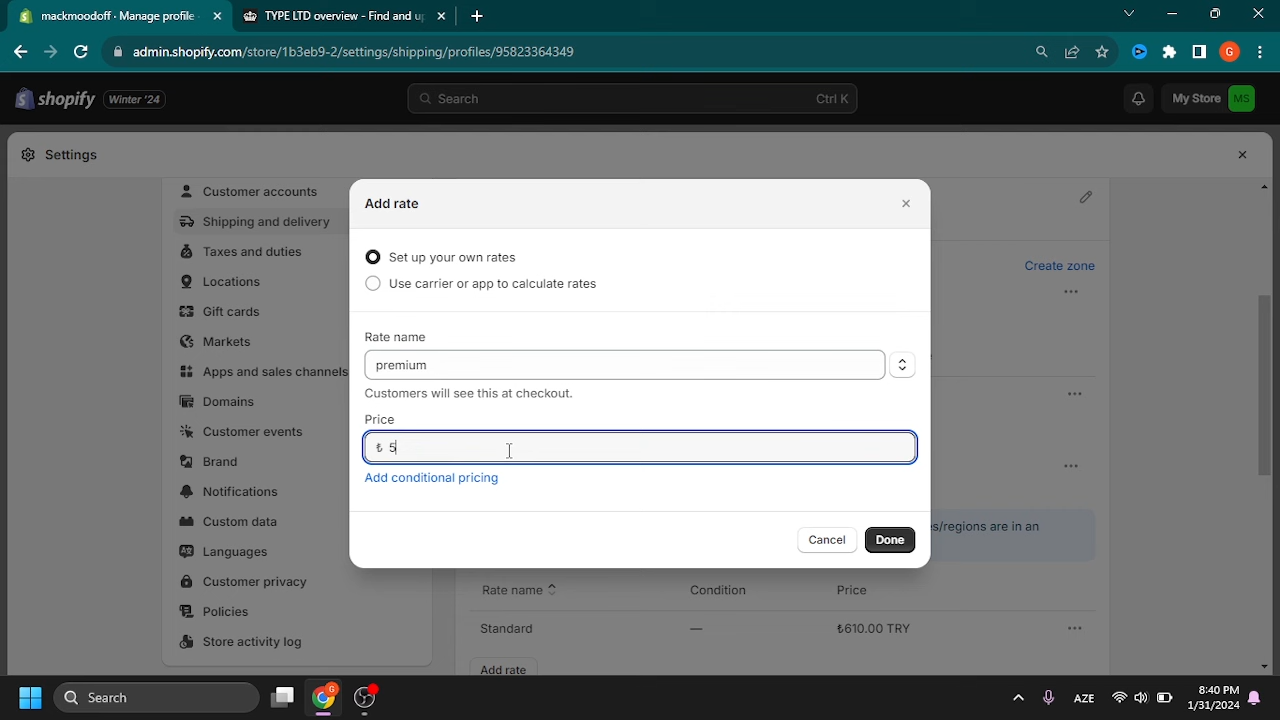 mackmoodoff - Manage profile
TYPE LTD overview - Find and up
admin.shopify.com/store/1b3eb9-2/settings/shipping/profiles/95823364349
G
shopify
Winter '24
Search
Ctrl K
My Store
MS
Settings
Customer accounts
Shipping and delivery
Taxes and duties
Locations
Gift cards
Markets
Apps and sales channels
Domains
Customer events
Brand
Notifications
Custom data
Languages
Customer privacy
Policies
Store activity log
Add rate
Set up your own rates
Use carrier or app to calculate rates
Rate name
premium
Customers will see this at checkout.
Price
₺ 5
Add conditional pricing
Cancel
Done
Create zone
es/regions are in an
Rate name
Condition
Price
Standard
—
₺610.00 TRY
Add rate
Search
AZE
8:40 PM
1/31/2024